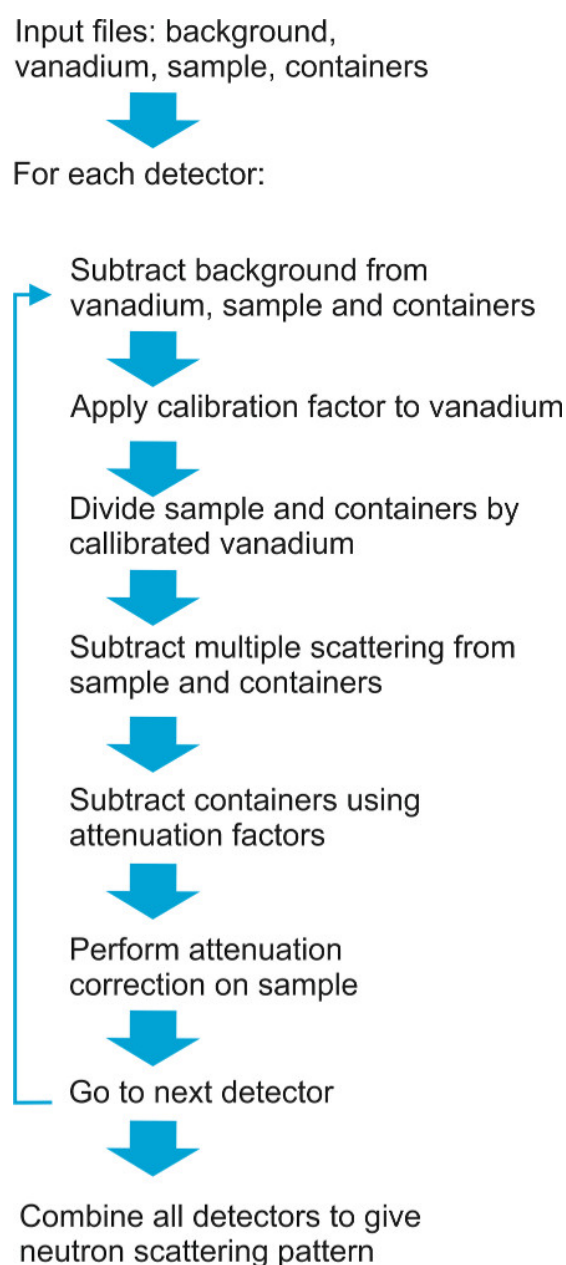 Input files: background,
vanadium, sample, containers
For each detector:
Subtract background from
vanadium, sample and containers
Apply calibration factor to vanadium
Divide sample and containers by
callibrated vanadium
Subtract multiple scattering from
sample and containers
Subtract containers using
attenuation factors
Perform attenuation
correction on sample
Go to next detector
Combine all detectors to give
neutron scattering pattern